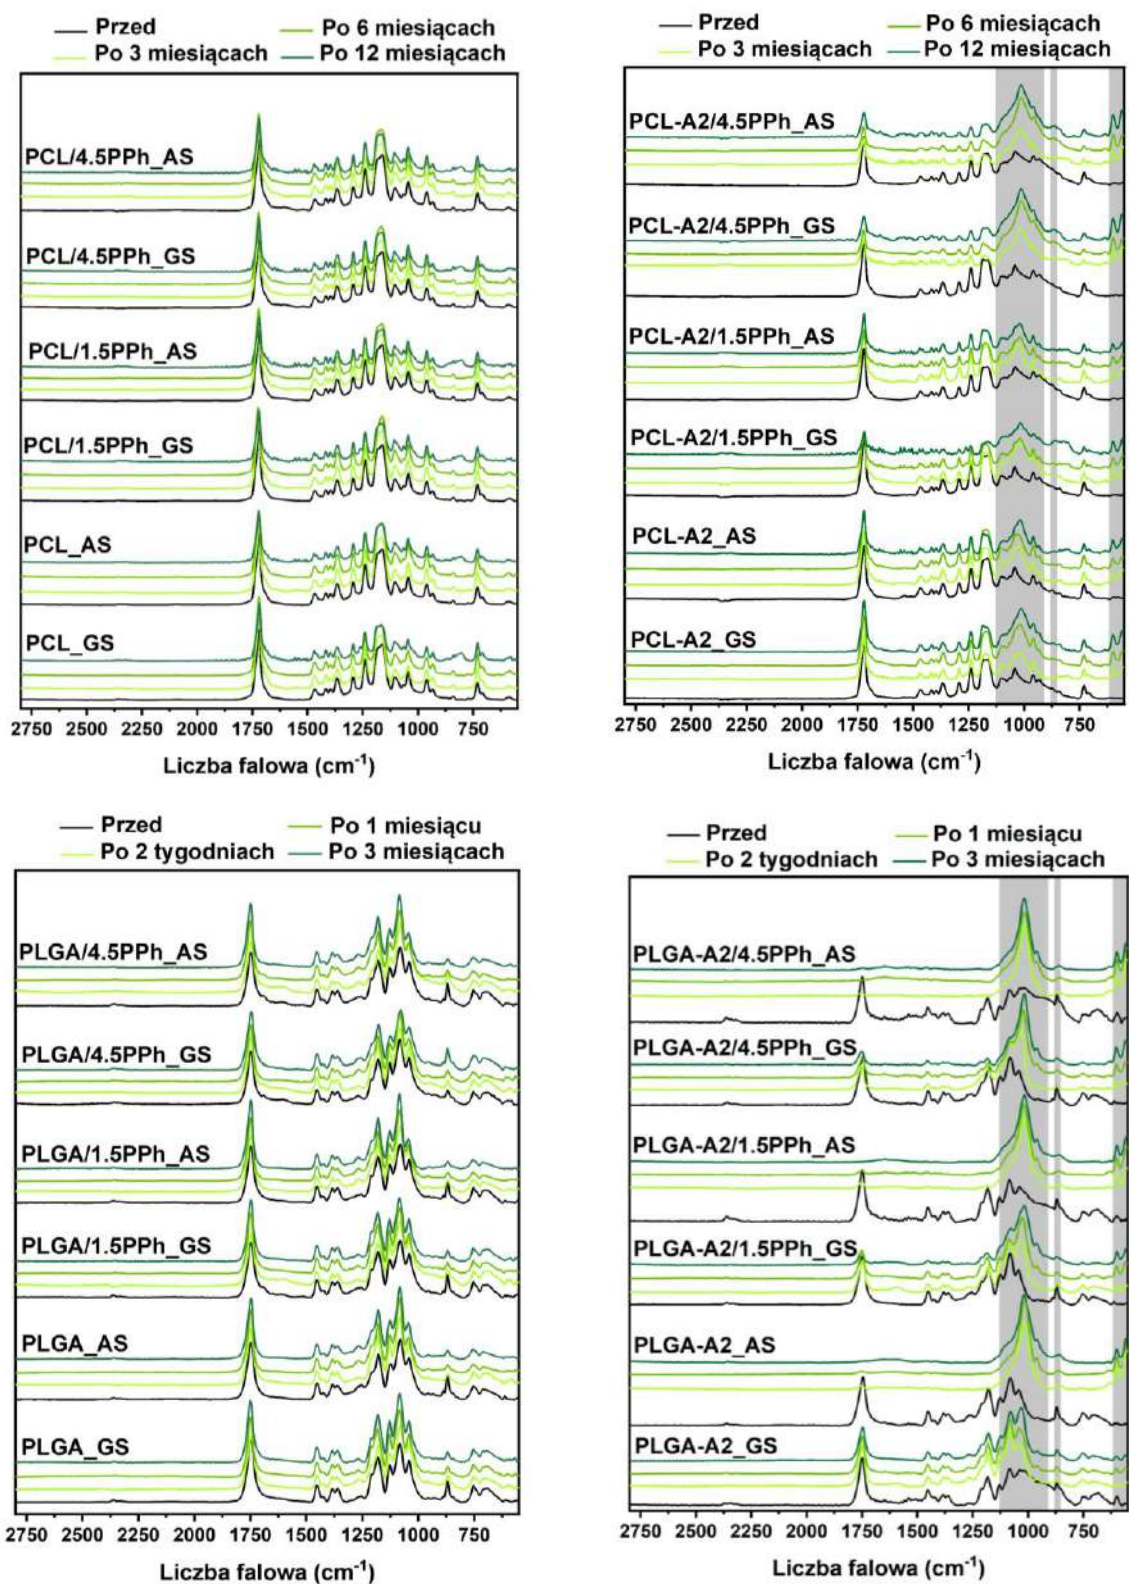 Przed
Po 6 miesiącach
Po 3 miesiącach
Po 12 miesiącach
PCL/4.5PPh_AS
PCL/4.5PPh_GS
PCL/1.5PPh_AS
PCL/1.5PPh_GS
PCL_AS
PCL_GS
2750 2500 2250 2000 1750 1500 1250 1000 750
Liczba falowa (cm⁻¹)
Przed
Po 6 miesiącach
Po 3 miesiącach
Po 12 miesiącach
PCL-A2/4.5PPh_AS
PCL-A2/4.5PPh_GS
PCL-A2/1.5PPh_AS
PCL-A2/1.5PPh_GS
PCL-A2_AS
PCL-A2_GS
2750 2500 2250 2000 1750 1500 1250 1000 750
Liczba falowa (cm⁻¹)
Przed
Po 1 miesiącu
Po 2 tygodniach
Po 3 miesiącach
PLGA/4.5PPh_AS
PLGA/4.5PPh_GS
PLGA/1.5PPh_AS
PLGA/1.5PPh_GS
PLGA_AS
PLGA_GS
2750 2500 2250 2000 1750 1500 1250 1000 750
Liczba falowa (cm⁻¹)
Przed
Po 1 miesiącu
Po 2 tygodniach
Po 3 miesiącach
PLGA-A2/4.5PPh_AS
PLGA-A2/4.5PPh_GS
PLGA-A2/1.5PPh_AS
PLGA-A2/1.5PPh_GS
PLGA-A2_AS
PLGA-A2_GS
2750 2500 2250 2000 1750 1500 1250 1000 750
Liczba falowa (cm⁻¹)